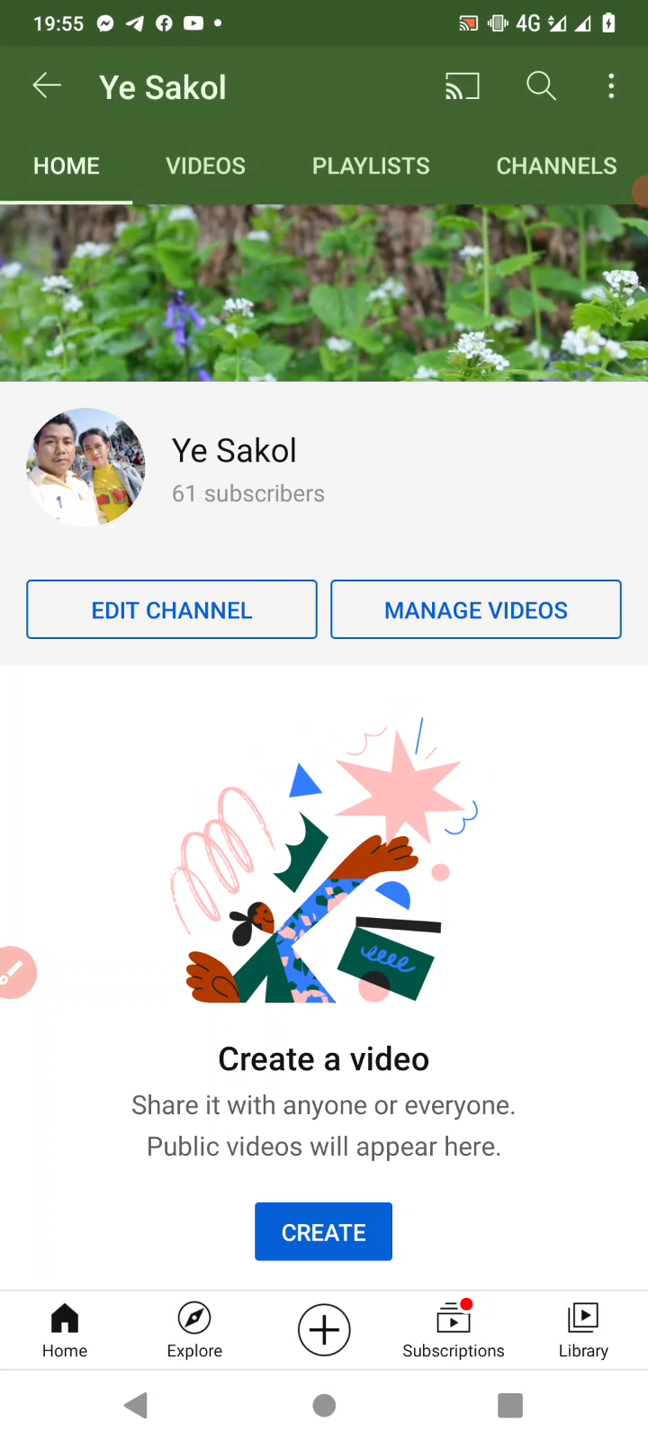 19:55 4G
Ye Sakol
HOME VIDEOS PLAYLISTS CHANNELS
Ye Sakol
61 subscribers
EDIT CHANNEL MANAGE VIDEOS
Create a video
Share it with anyone or everyone.
Public videos will appear here.
CREATE
Home Explore Subscriptions Library